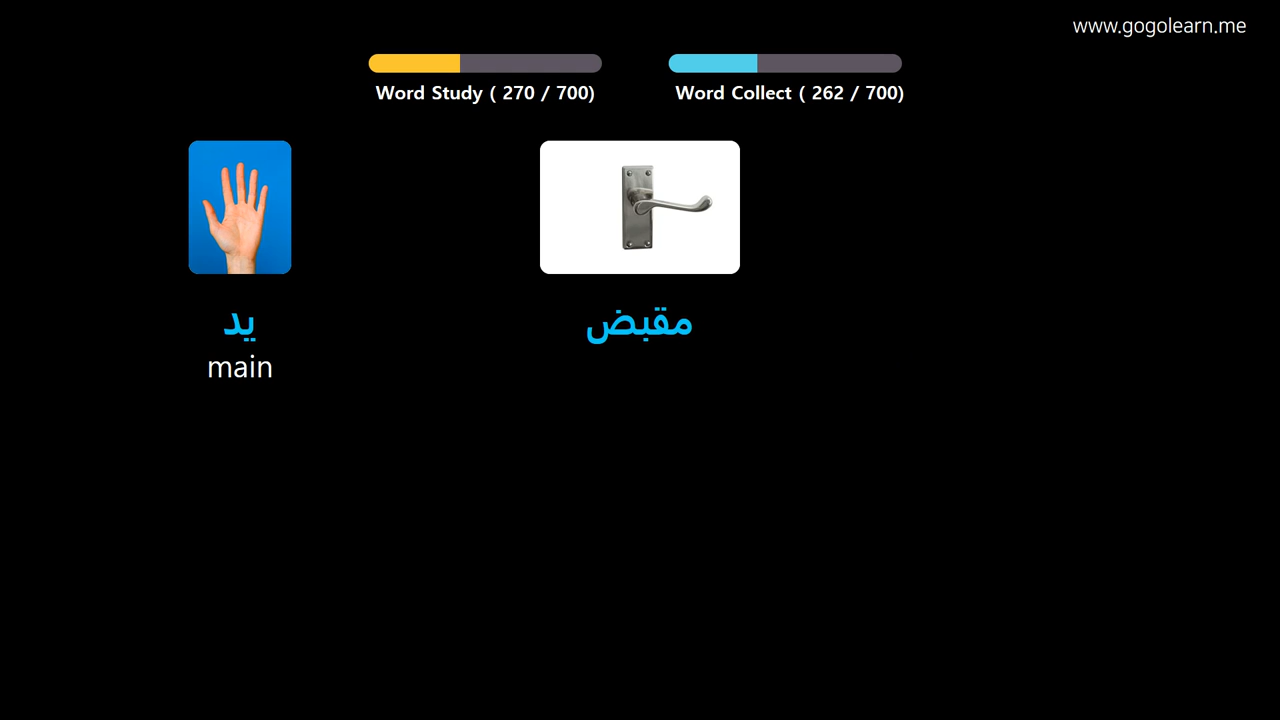 www.gogolearn.me
Word Study ( 270 / 700)
Word Collect ( 262 / 700)
يد
main
مقبض